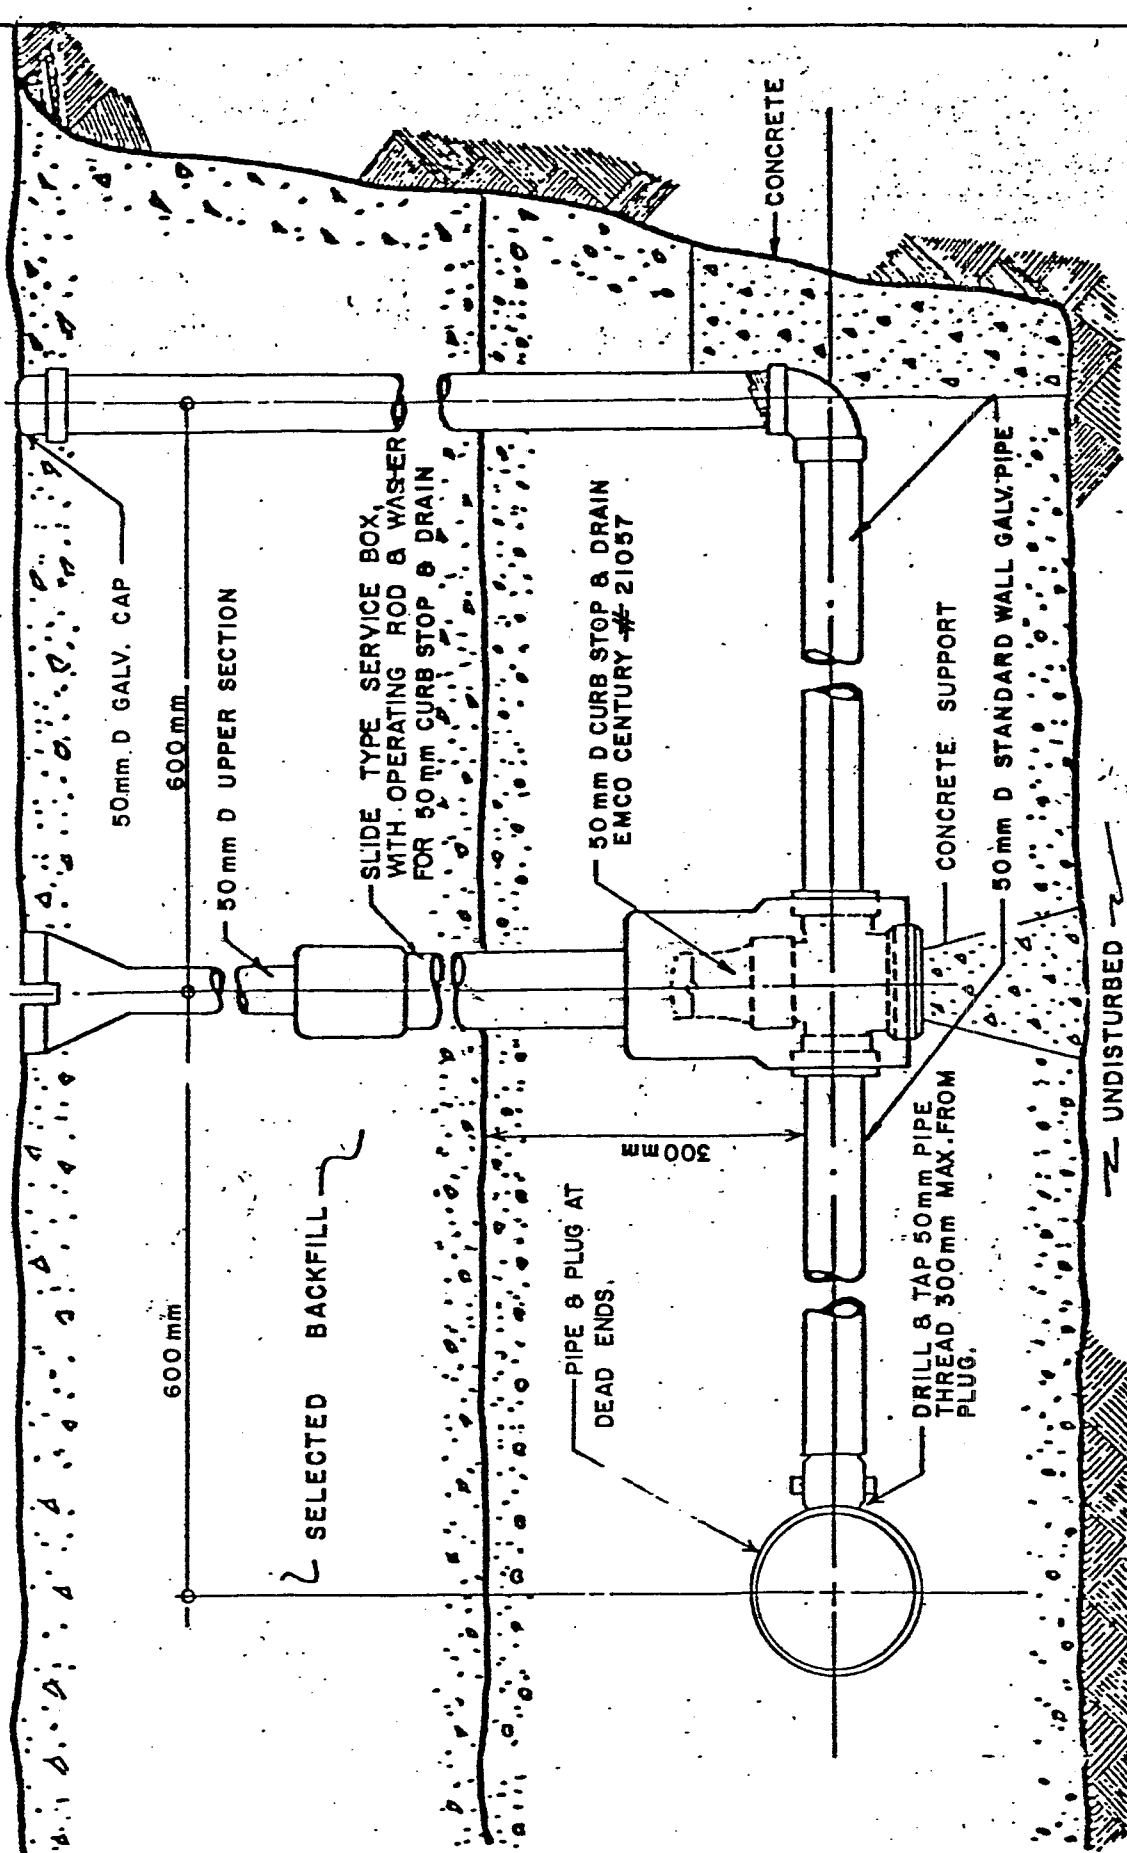 50mm D GALV. CAP
600mm
600mm
50mm D UPPER SECTION
SLIDE TYPE SERVICE BOX,
WITH OPERATING ROD & WASHER
FOR 50mm CURB STOP & DRAIN
SELECTED BACKFILL
50mm D CURB STOP & DRAIN
EMCO CENTURY # 21057
CONCRETE
300mm
PIPE & PLUG AT
DEAD ENDS.
DRILL & TAP 50mm PIPE
THREAD 300mm MAX. FROM
PLUG.
CONCRETE SUPPORT
50mm D STANDARD WALL GALV. PIPE
UNDISTURBED